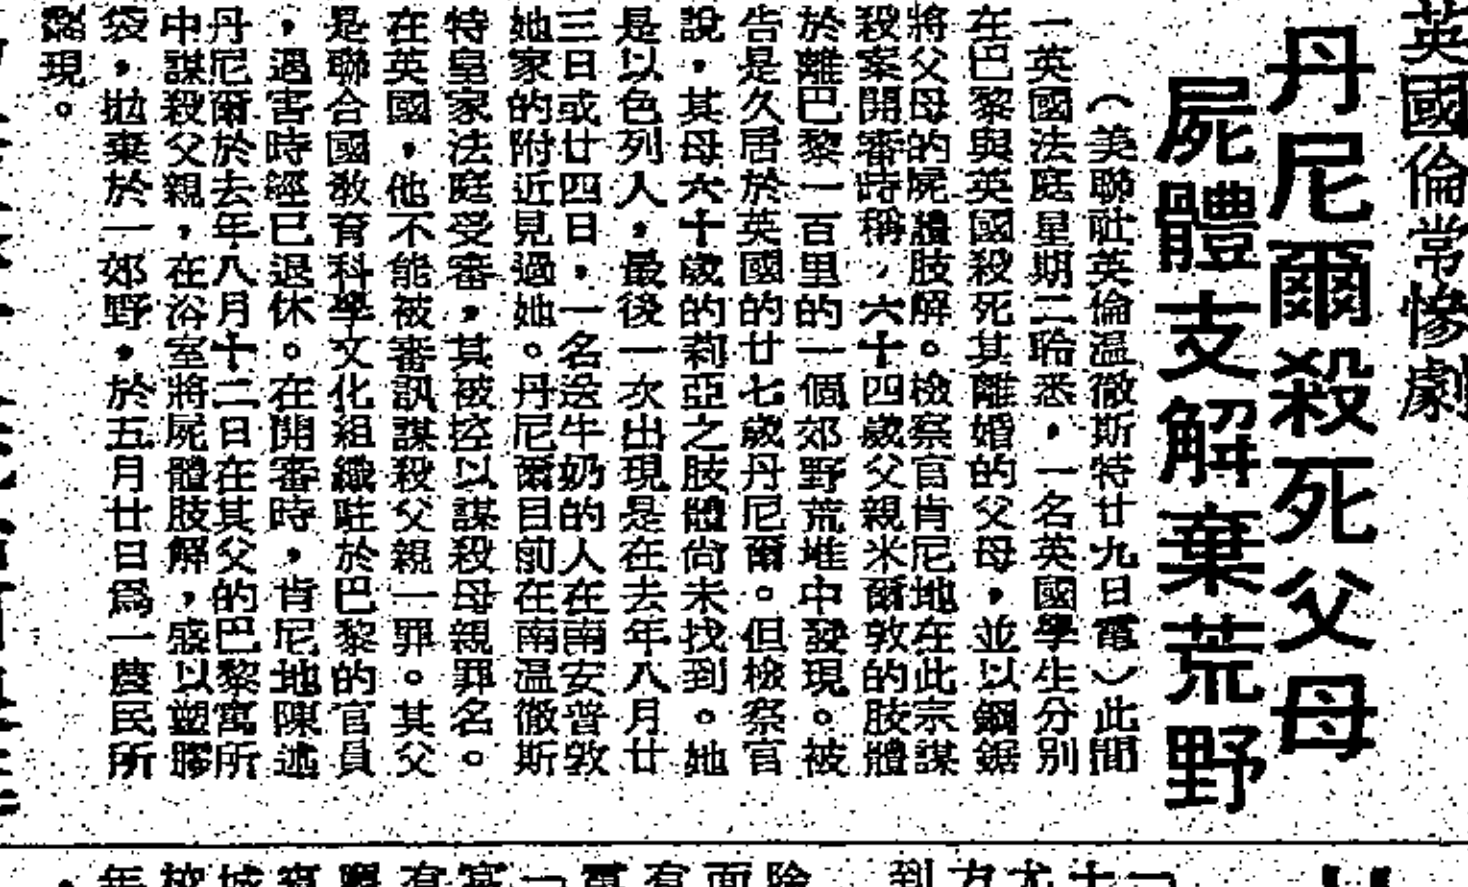 英國倫常慘劇
丹尼爾殺死父母
屍體支解棄荒野
（美聯社英倫温徹斯特廿九日電）此間
一英國法庭星期二聆悉，一名英國學生分別
在巴黎與英國殺死其離婚的父母，並以鋼鋸
將父母的屍體肢解。檢察官肯尼地在此宗謀
殺案開審時稱，六十四歲父親米爾敦的肢體
於離巴黎一百里的一個郊野荒堆中發現。被
告是久居於英國的廿七歲丹尼爾。但檢察官
說，其母六十歲的莉亞之肢體尚未找到。她
是以色列人，最後一次出現是在去年八月廿
三日或廿四日，一名送牛奶的人在南安普敦
她家的附近見過她。丹尼爾目前在南温徹斯
特皇家法庭受審，其被控以謀殺母親罪名。
在英國，他不能被審訊謀殺父親一罪。其父
是聯合國敎育科學文化組織駐於巴黎的官員
，遇害時經已退休。在開審時，肯尼地陳述
丹尼爾於去年八月十二日在其父的巴黎寓所
中謀殺父親，在浴室將屍體肢解，盛以塑膠
袋，拋棄於一郊野，於五月廿日爲一農民所
發現。